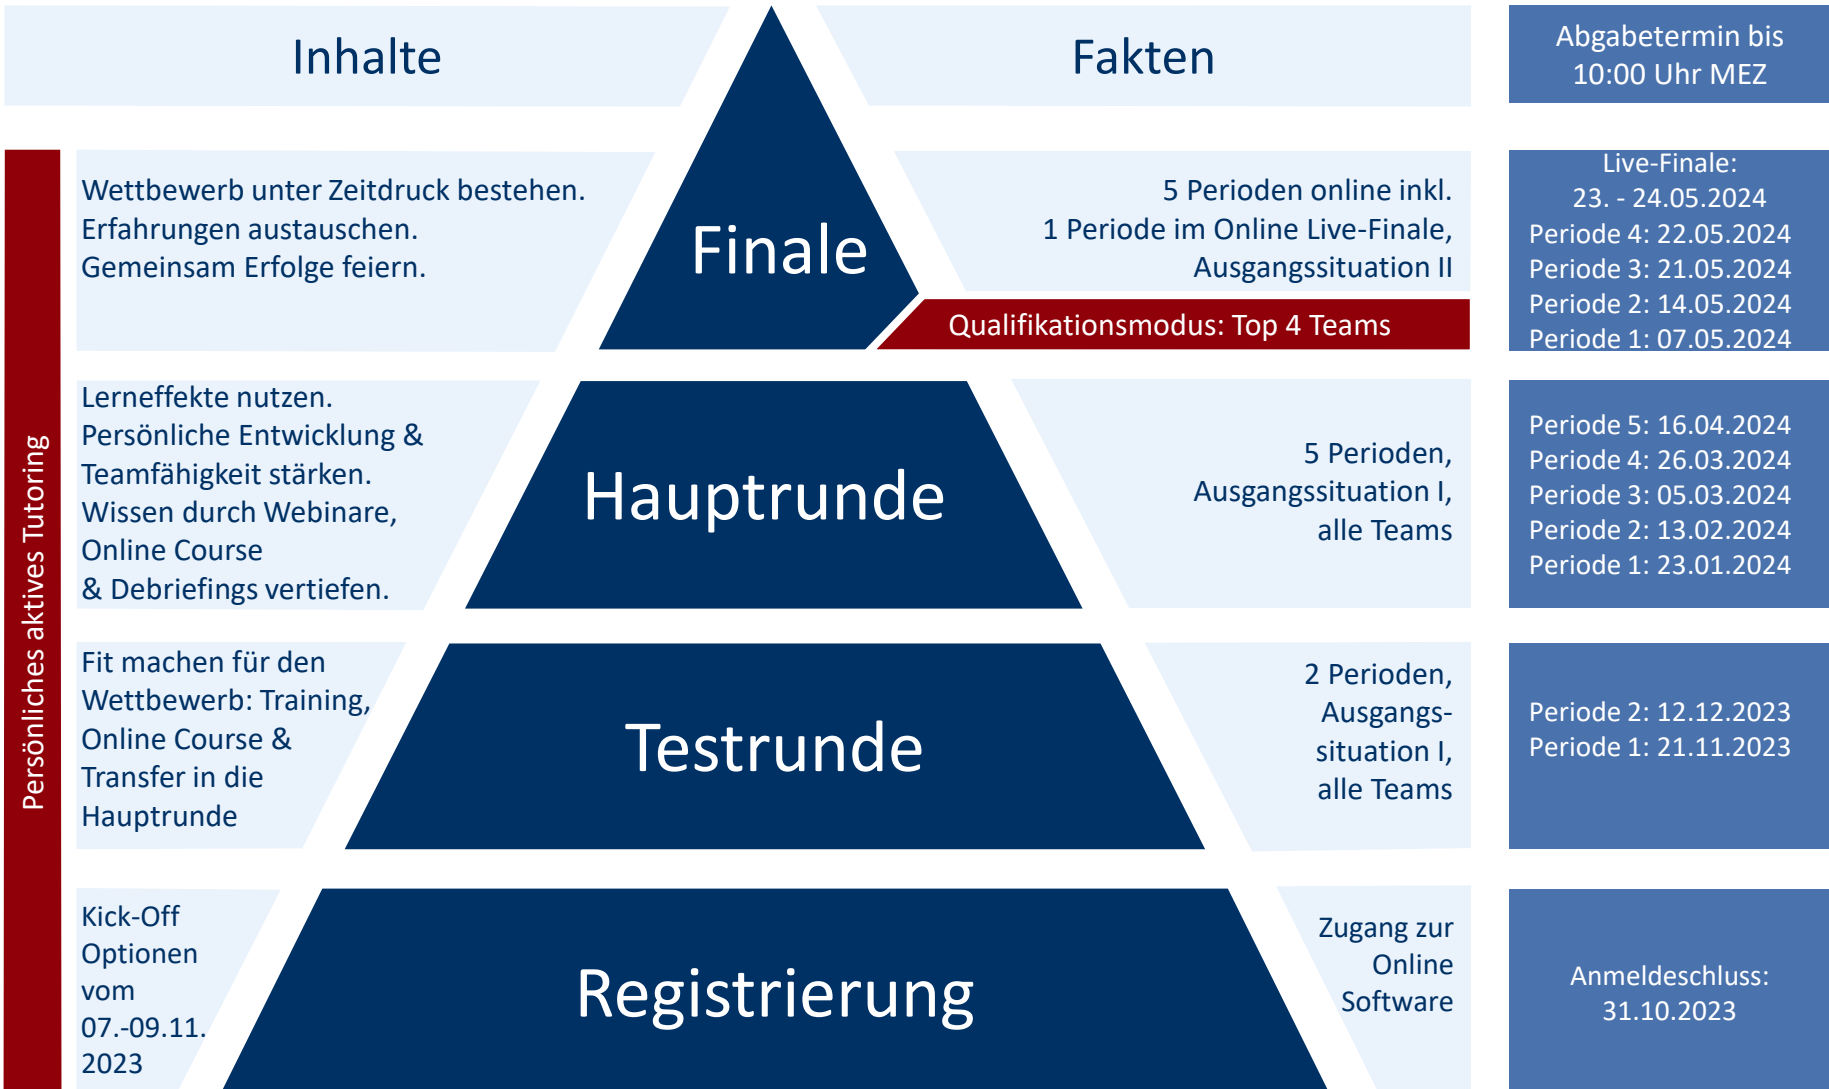 Inhalte
Fakten
Abgabetermin bis
10:00 Uhr MEZ
Persönliches aktives Tutoring
Wettbewerb unter Zeitdruck bestehen.
Erfahrungen austauschen.
Gemeinsam Erfolge feiern.
Finale
5 Perioden online inkl.
1 Periode im Online Live-Finale,
Ausgangssituation II
Qualifikationsmodus: Top 4 Teams
Live-Finale:
23. - 24.05.2024
Periode 4: 22.05.2024
Periode 3: 21.05.2024
Periode 2: 14.05.2024
Periode 1: 07.05.2024
Lerneffekte nutzen.
Persönliche Entwicklung &
Teamfähigkeit stärken.
Wissen durch Webinare,
Online Course
& Debriefings vertiefen.
Hauptrunde
5 Perioden,
Ausgangssituation I,
alle Teams
Periode 5: 16.04.2024
Periode 4: 26.03.2024
Periode 3: 05.03.2024
Periode 2: 13.02.2024
Periode 1: 23.01.2024
Fit machen für den
Wettbewerb: Training,
Online Course &
Transfer in die
Hauptrunde
Testrunde
2 Perioden,
Ausgangs-
situation I,
alle Teams
Periode 2: 12.12.2023
Periode 1: 21.11.2023
Kick-Off
Optionen
vom
07.-09.11.
2023
Registrierung
Zugang zur
Online
Software
Anmeldeschluss:
31.10.2023